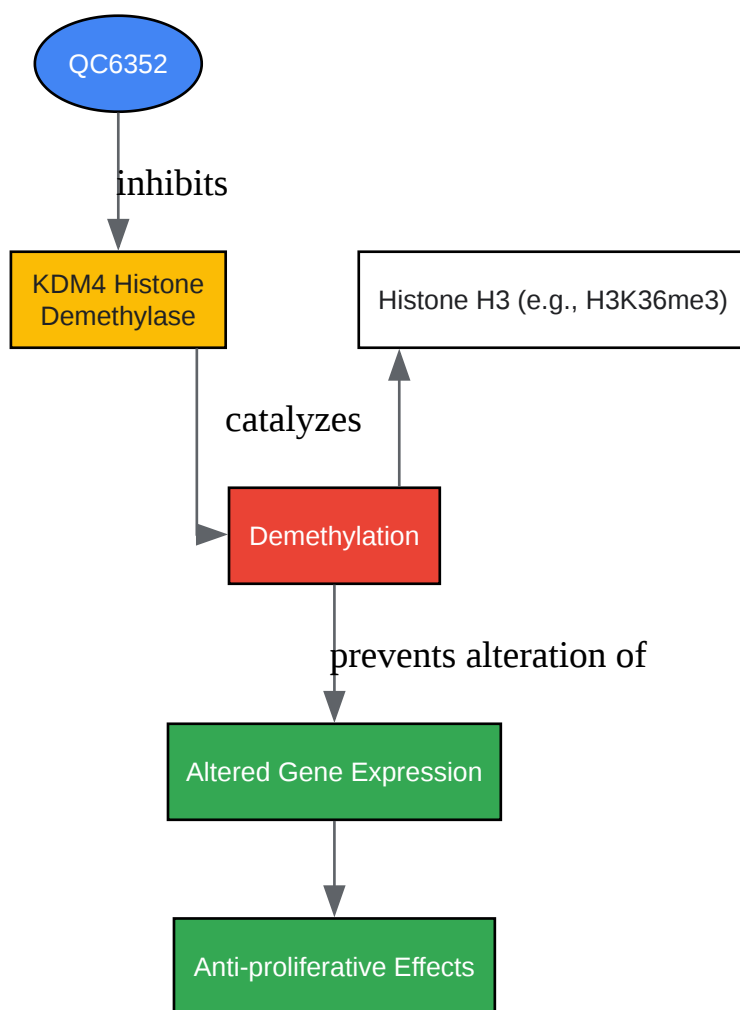 QC6352
inhibits
KDM4 Histone
Demethylase
Histone H3 (e.g., H3K36me3)
catalyzes
Demethylation
prevents alteration of
Altered Gene Expression
Anti-proliferative Effects